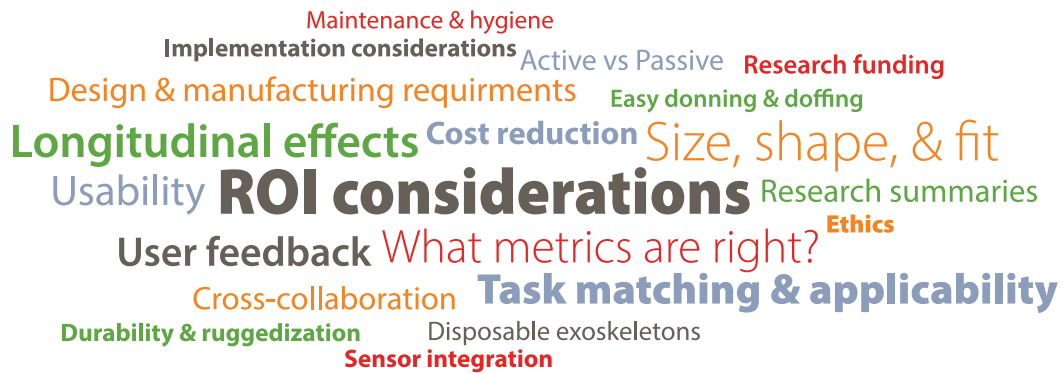 Maintenance & hygiene
Implementation considerations Active vs Passive Research funding
Design & manufacturing requirments Easy donning & doffing
Longitudinal effects Cost reduction Size, shape, & fit
Usability ROI considerations Research summaries
Ethics
User feedback What metrics are right?
Cross-collaboration Task matching & applicability
Durability & ruggedization Disposable exoskeletons
Sensor integration